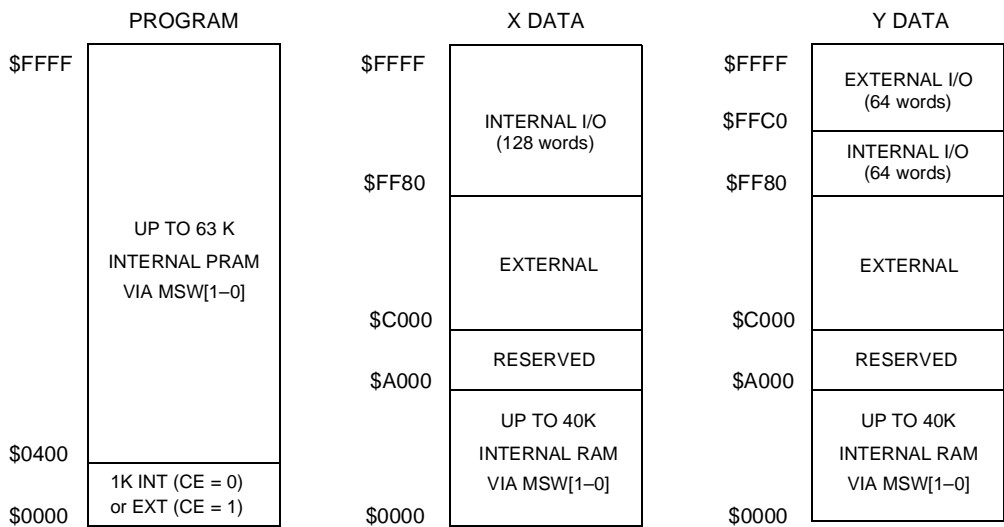 PROGRAM
$FFFF
UP TO 63 K
INTERNAL PRAM
VIA MSW[1–0]
$0400
1K INT (CE = 0)
or EXT (CE = 1)
$0000
X DATA
$FFFF
INTERNAL I/O
(128 words)
$FF80
EXTERNAL
$C000
RESERVED
$A000
UP TO 40K
INTERNAL RAM
VIA MSW[1–0]
$0000
Y DATA
$FFFF
EXTERNAL I/O
(64 words)
$FFC0
INTERNAL I/O
(64 words)
$FF80
EXTERNAL
$C000
RESERVED
$A000
UP TO 40K
INTERNAL RAM
VIA MSW[1–0]
$0000